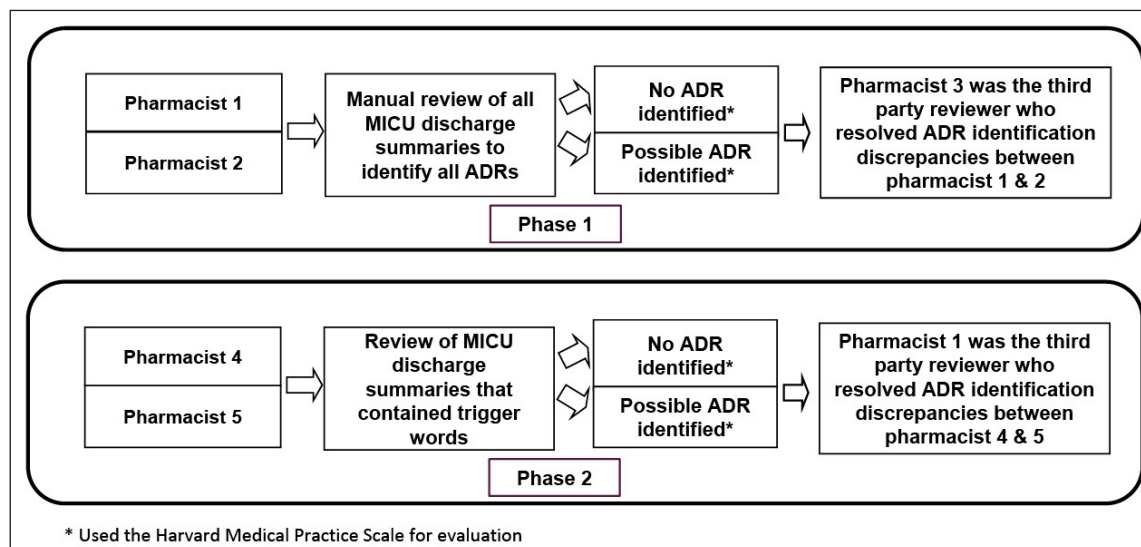 Pharmacist 1
Pharmacist 2
Manual review of all
MICU discharge
summaries to
identify all ADRs
No ADR
identified*
Possible ADR
identified*
Pharmacist 3 was the third
party reviewer who
resolved ADR identification
discrepancies between
pharmacist 1 & 2
Phase 1
Pharmacist 4
Pharmacist 5
Review of MICU
discharge
summaries that
contained trigger
words
No ADR
identified*
Possible ADR
identified*
Pharmacist 1 was the third
party reviewer who
resolved ADR identification
discrepancies between
pharmacist 4 & 5
Phase 2
* Used the Harvard Medical Practice Scale for evaluation